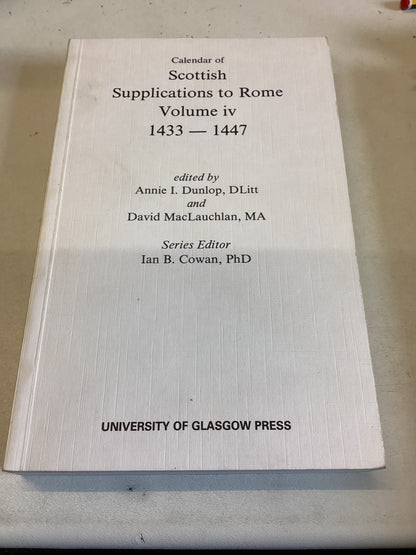 Calendar of
Scottish
Supplications to Rome
Volume iv
1433 — 1447
edited by
Annie I. Dunlop, DLitt
and
David MacLauchlan, MA
Series Editor
Ian B. Cowan, PhD
UNIVERSITY OF GLASGOW PRESS